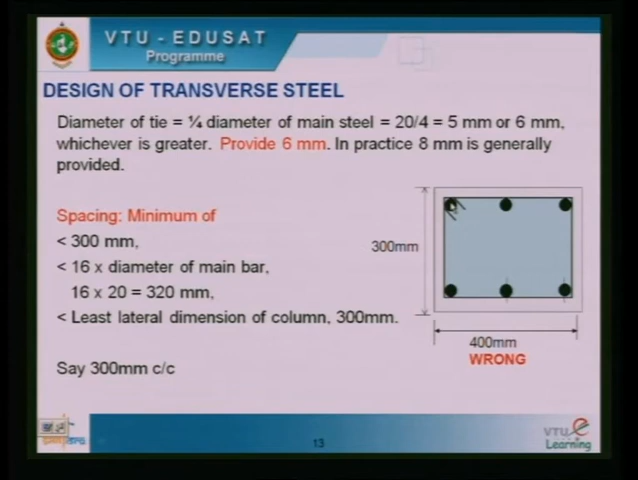 VTU - EDUSAT
Programme
DESIGN OF TRANSVERSE STEEL
Diameter of tie = ¼ diameter of main steel = 20/4 = 5 mm or 6 mm,
whichever is greater. Provide 6 mm. In practice 8 mm is generally
provided.
Spacing: Minimum of
< 300 mm,
< 16 x diameter of main bar,
16 x 20 = 320 mm,
< Least lateral dimension of column, 300mm.
Say 300mm c/c
300mm
400mm
WRONG
13
VTU e
Learning